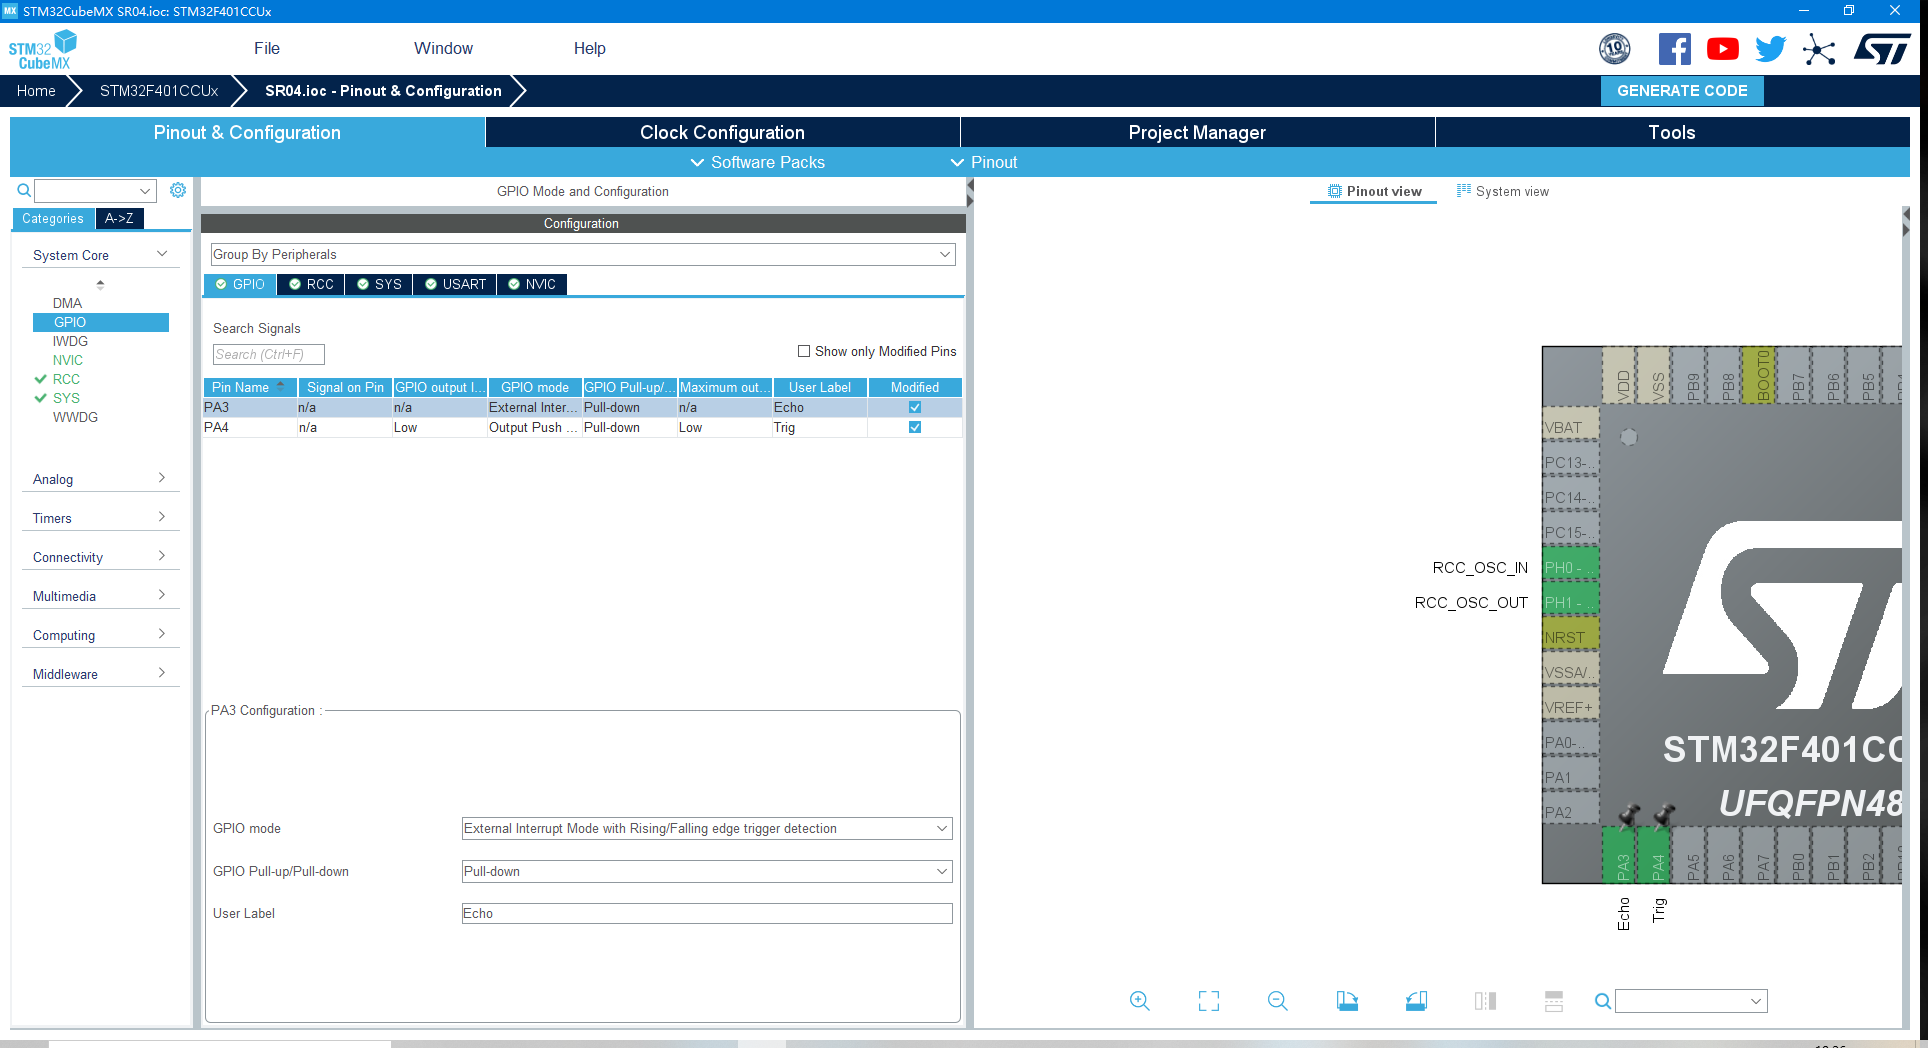 MX STM32CubeMX SR04.ioc: STM32F401CCUx
STM32
CubeMX
File
Window
Help
10
Home
STM32F401CCUx
SR04.ioc - Pinout & Configuration
GENERATE CODE
Pinout & Configuration
Clock Configuration
Project Manager
Tools
Software Packs
Pinout
Categories
A->Z
System Core
DMA
GPIO
IWDG
NVIC
RCC
SYS
WWDG
Analog
Timers
Connectivity
Multimedia
Computing
Middleware
GPIO Mode and Configuration
Configuration
Group By Peripherals
GPIO
RCC
SYS
USART
NVIC
Search Signals
Search (Ctrl+F)
Show only Modified Pins
Pin Name Signal on Pin GPIO output l... GPIO mode GPIO Pull-up/... Maximum out... User Label Modified
PA3 n/a n/a External Inter... Pull-down n/a Echo
PA4 n/a Low Output Push ... Pull-down Low Trig
PA3 Configuration :
GPIO mode External Interrupt Mode with Rising/Falling edge trigger detection
GPIO Pull-up/Pull-down Pull-down
User Label Echo
Pinout view
System view
VDD
VSS
PB9
PB8
BOOT0
PB7
PB6
PB5
VBAT
PC13-..
PC14-..
PC15-..
RCC_OSC_IN PH0 - ..
RCC_OSC_OUT PH1 - ..
NRST
VSSA/..
VREF+
PA0-..
PA1
PA2
STM32F401CC
UFQFPN48
PA3
PA4
PA5
PA6
PA7
PB0
PB1
PB2
Echo
Trig